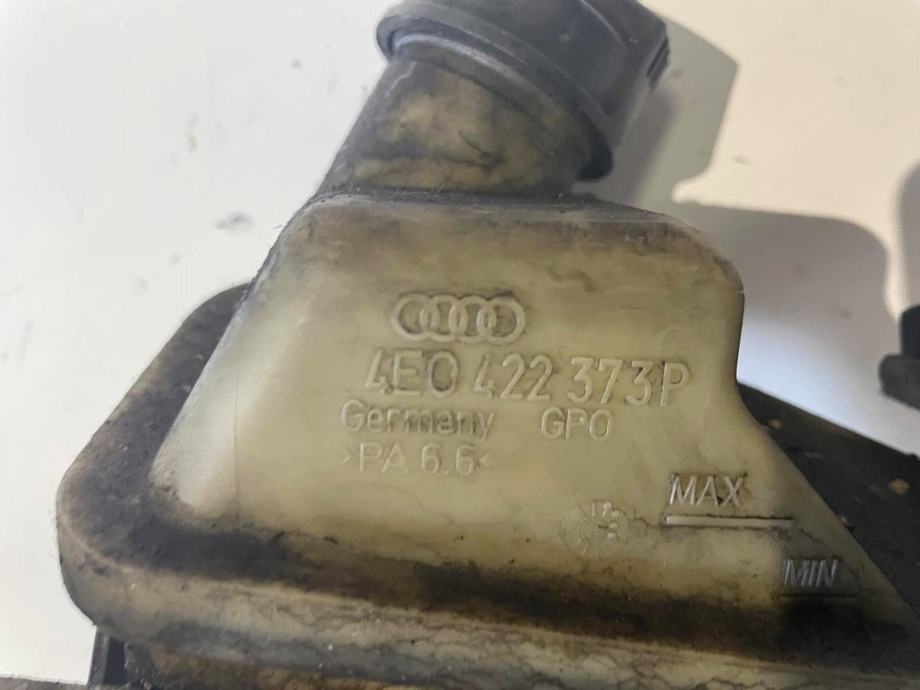 4E0 422 373P
Germany GPO
>PA 6.6<
MAX
MIN